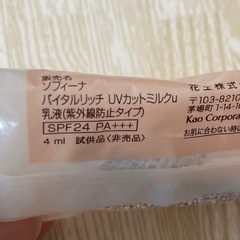 販売名
ソフィーナ
バイタルリッチ UVカットミルクu
乳液(紫外線防止タイプ)
SPF24 PA+++
4 ml 試供品〈非売品〉
花王株式
〒103-8210
茅場町1-14-10
Kao Corpora
お肌に合わない時に